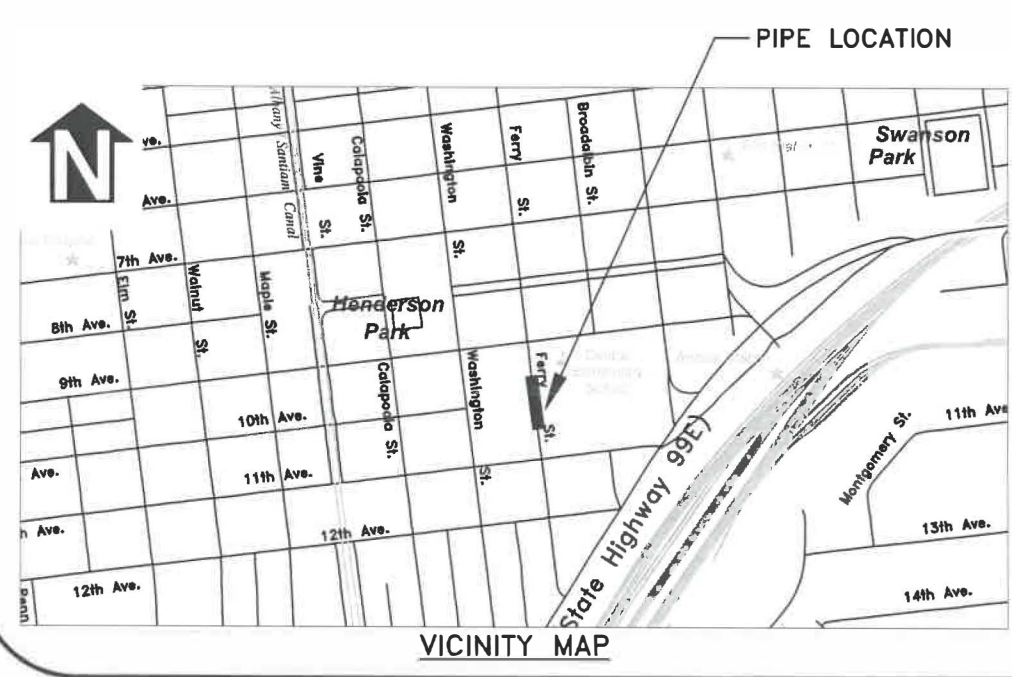 PIPE LOCATION
N
ve.
Ave.
Albany Santiam Canal
Vine St.
Calapooia St.
Washington St.
Ferry St.
Broadalbin St.
Swanson
Park
7th Ave.
Elm St.
Walnut St.
Maple St.
Henderson
Park
8th Ave.
9th Ave.
Calapooia St.
Washington St.
Ferry St.
10th Ave.
11th Ave.
Ave.
11th Ave.
Montgomery St.
State Highway 99E)
h Ave.
12th Ave.
13th Ave.
12th Ave.
14th Ave.
VICINITY MAP